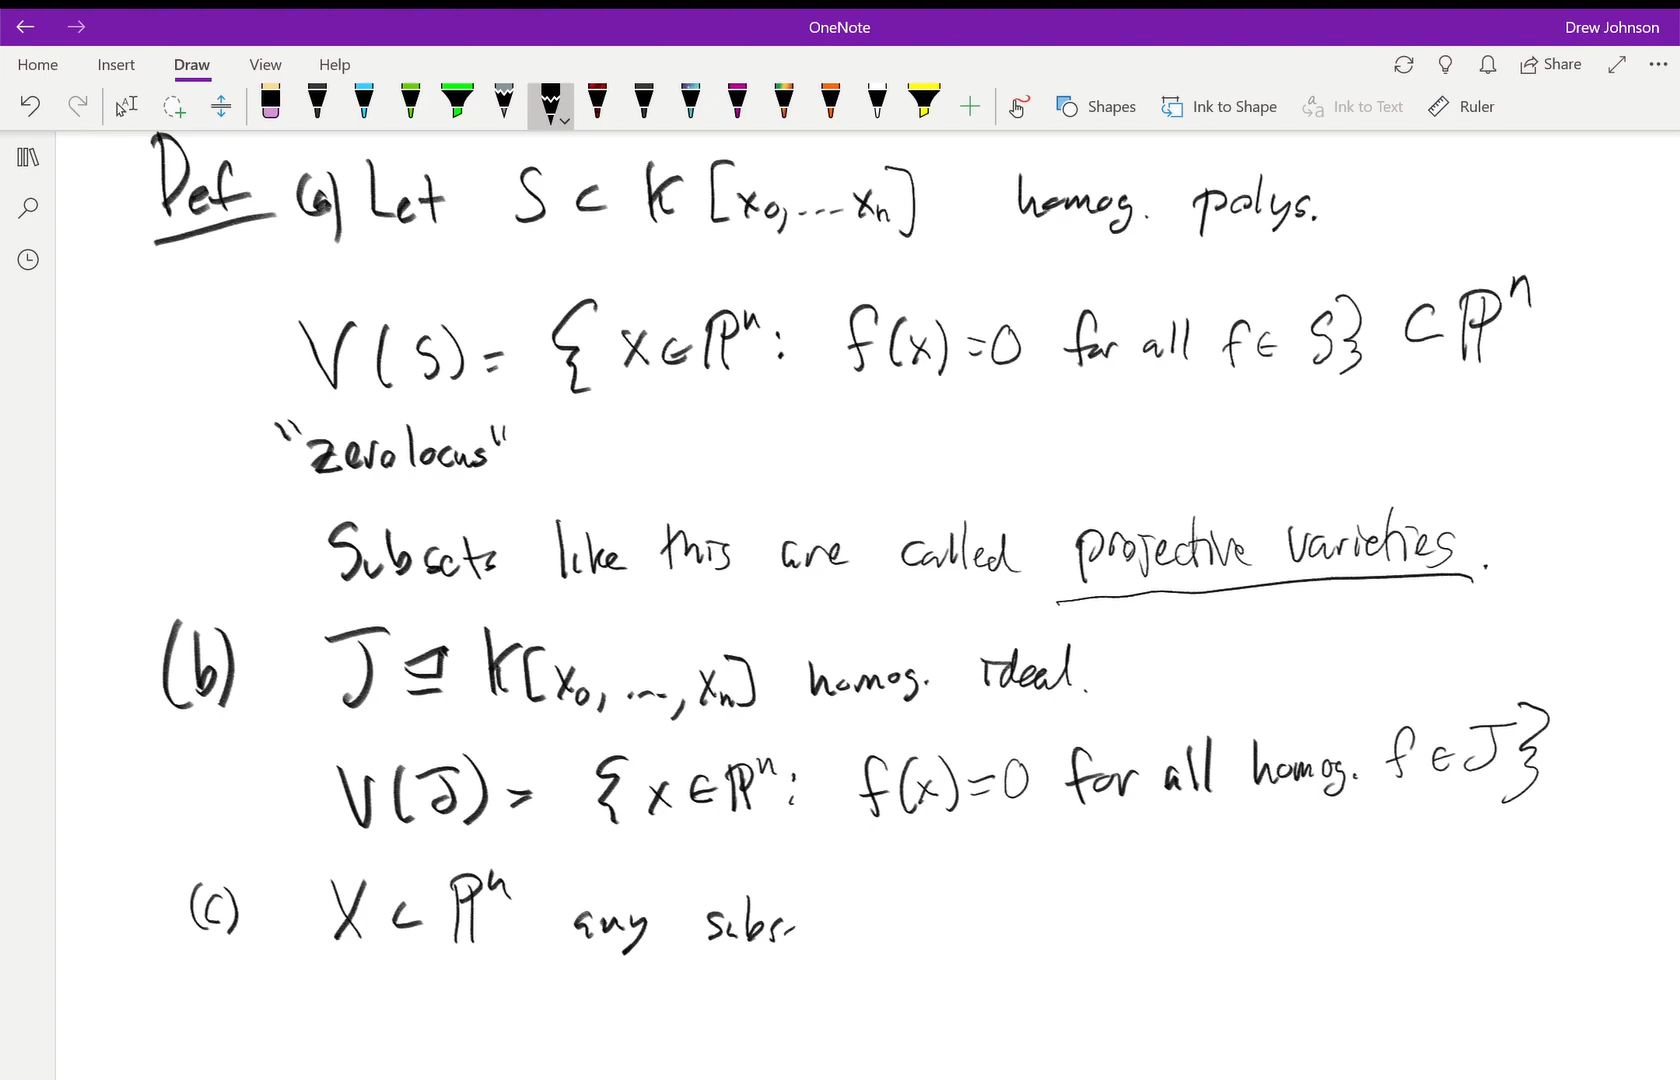 OneNote
Drew Johnson
Home Insert Draw View Help
Share
Shapes Ink to Shape Ink to Text Ruler
Def (a) Let S ⊂ K[x₀, ... xₙ] homog. polys.
V(S) = { x ∈ ℙⁿ : f(x) = 0 for all f ∈ S} ⊂ ℙⁿ
"zero locus"
Subsets like this are called projective varieties.
(b) J ⊴ K[x₀, ..., xₙ] homog. ideal.
V(J) = { x ∈ ℙⁿ : f(x) = 0 for all homog. f ∈ J }
(c) X ⊂ ℙⁿ any subs